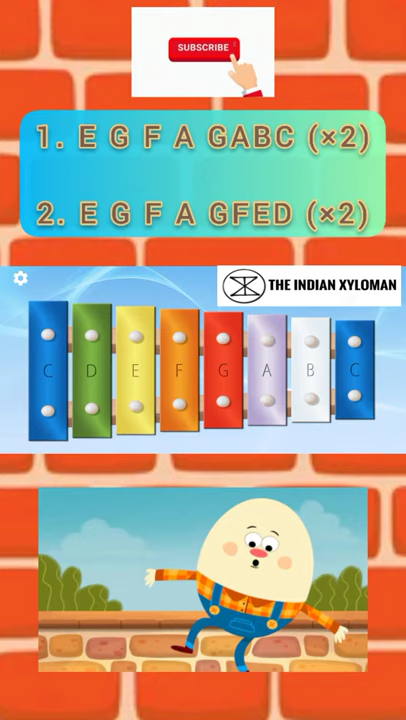 SUBSCRIBE
1. E G F A GABC (×2)
2. E G F A GFED (×2)
THE INDIAN XYLOMAN
C D E F G A B C